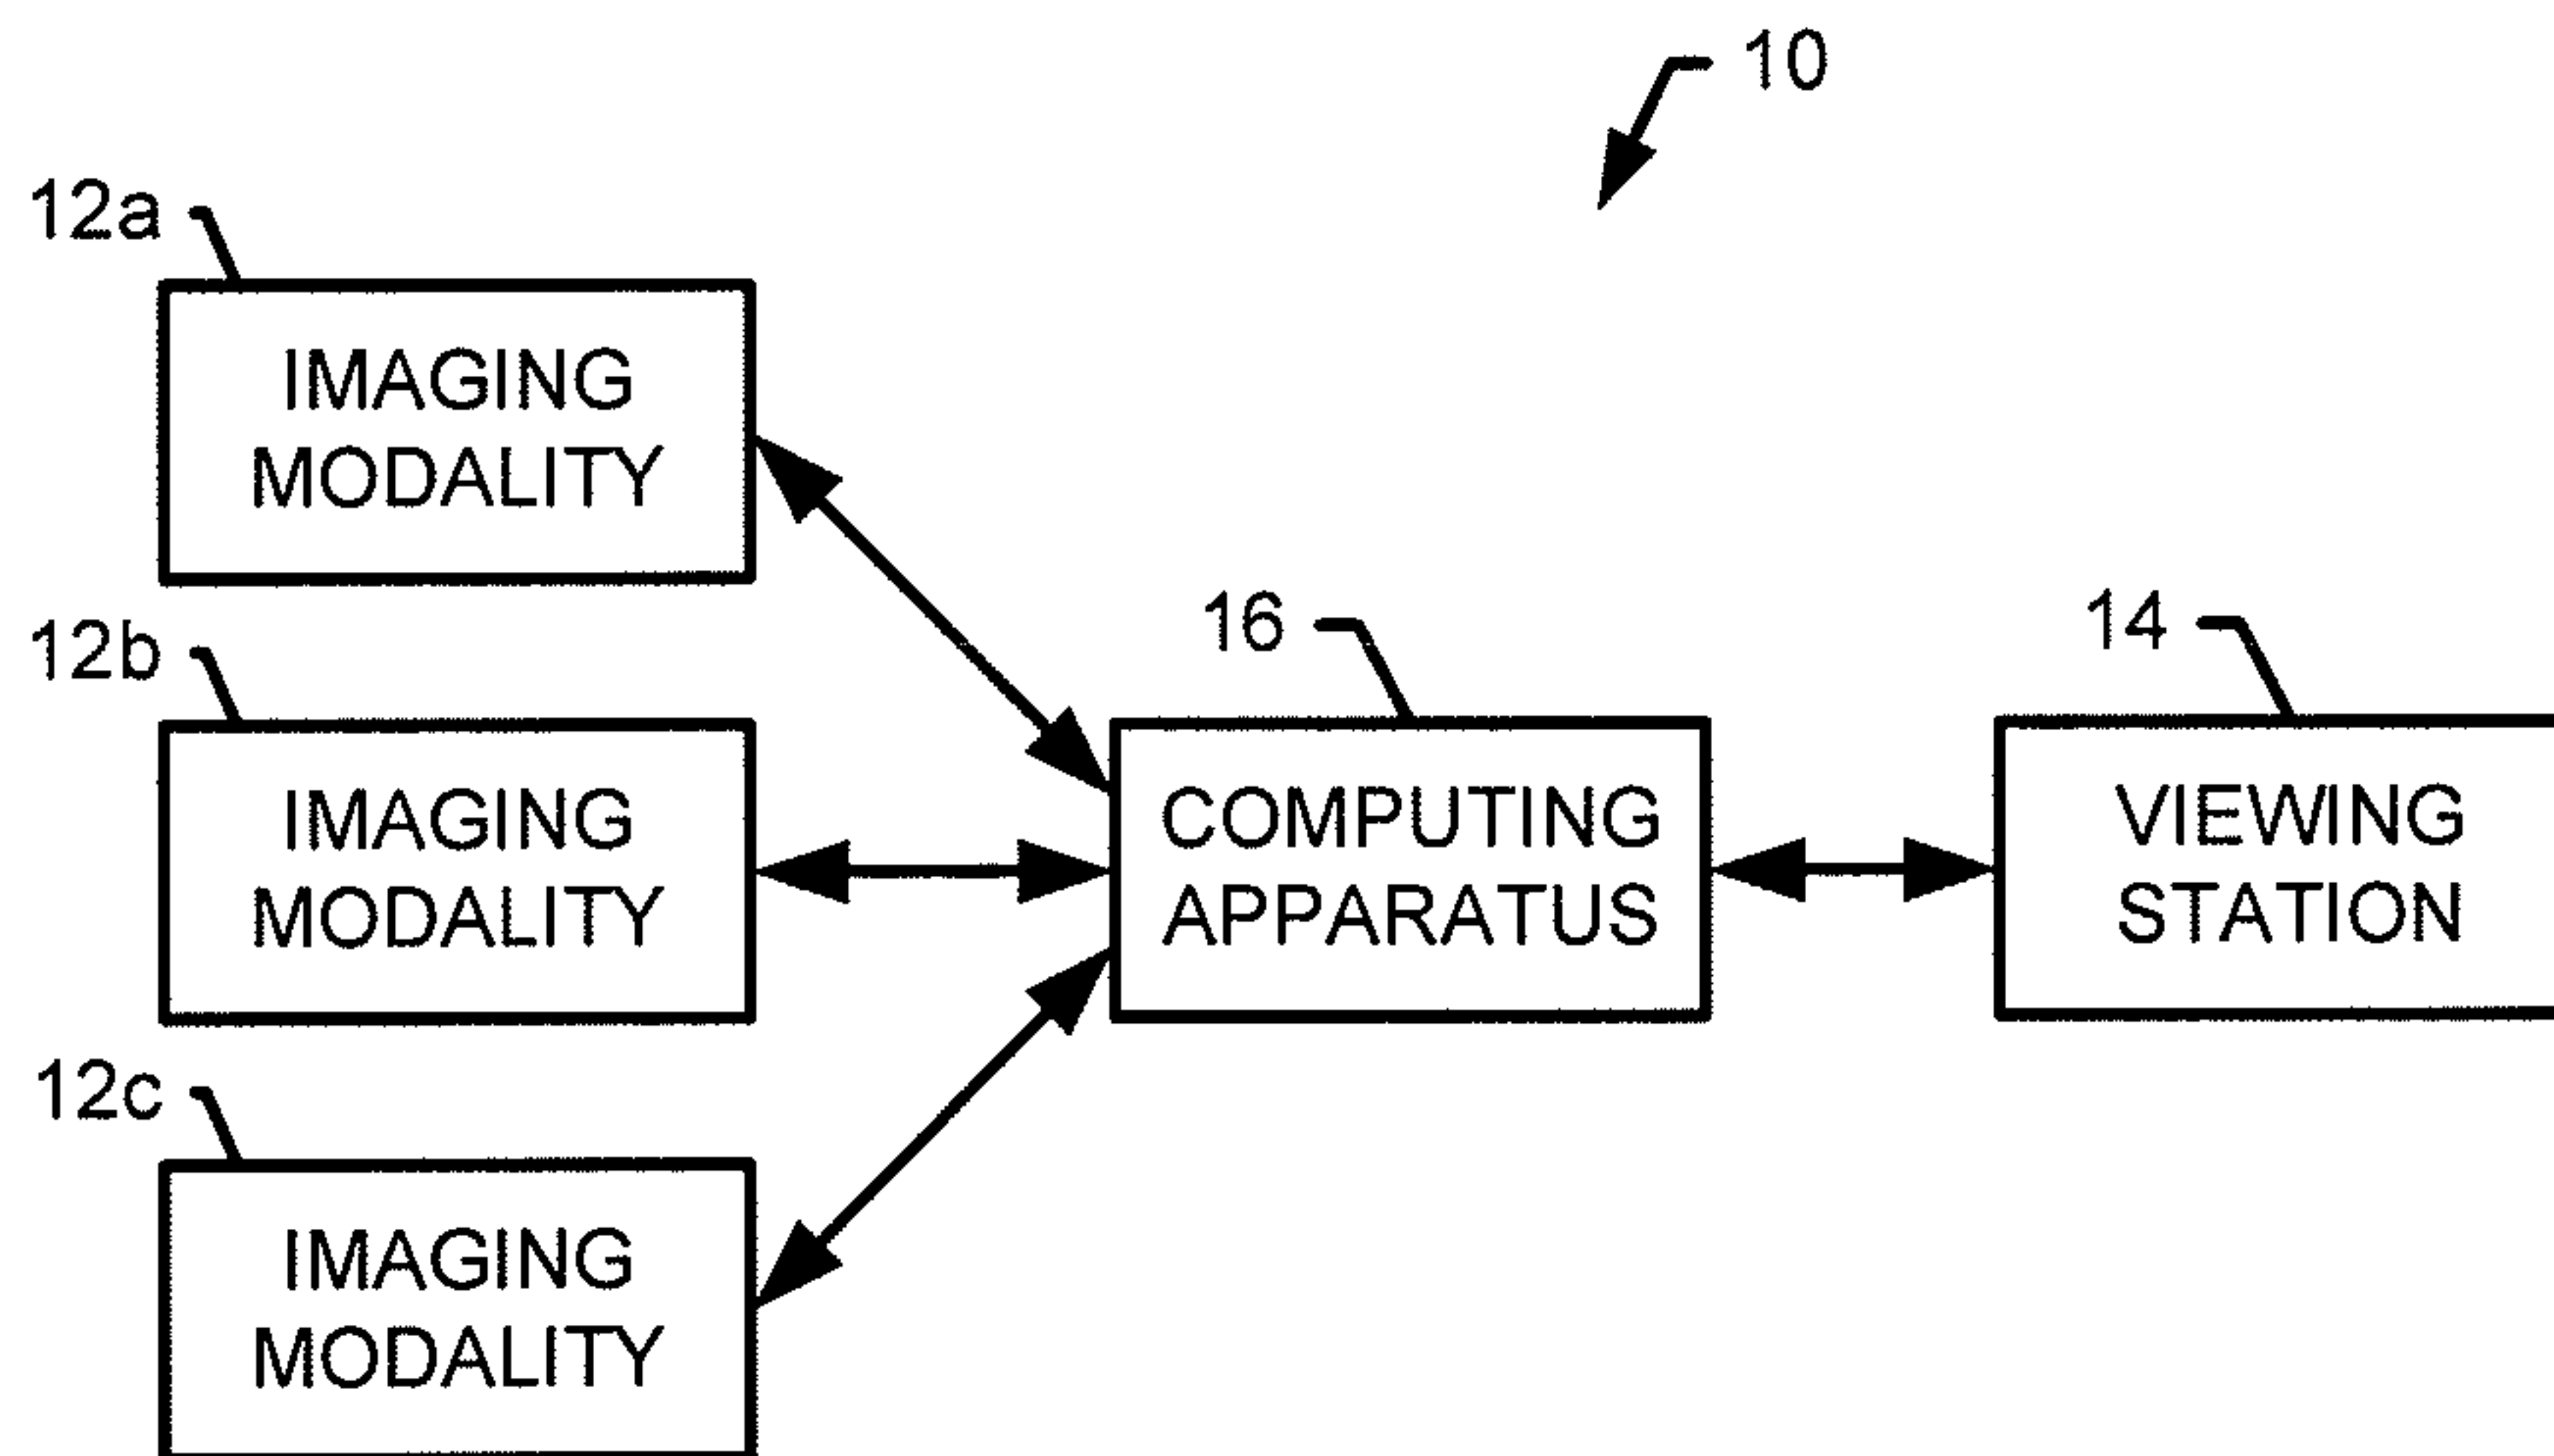 10
12a
IMAGING
MODALITY
12b
16
14
IMAGING
MODALITY
COMPUTING
APPARATUS
VIEWING
STATION
12c
IMAGING
MODALITY